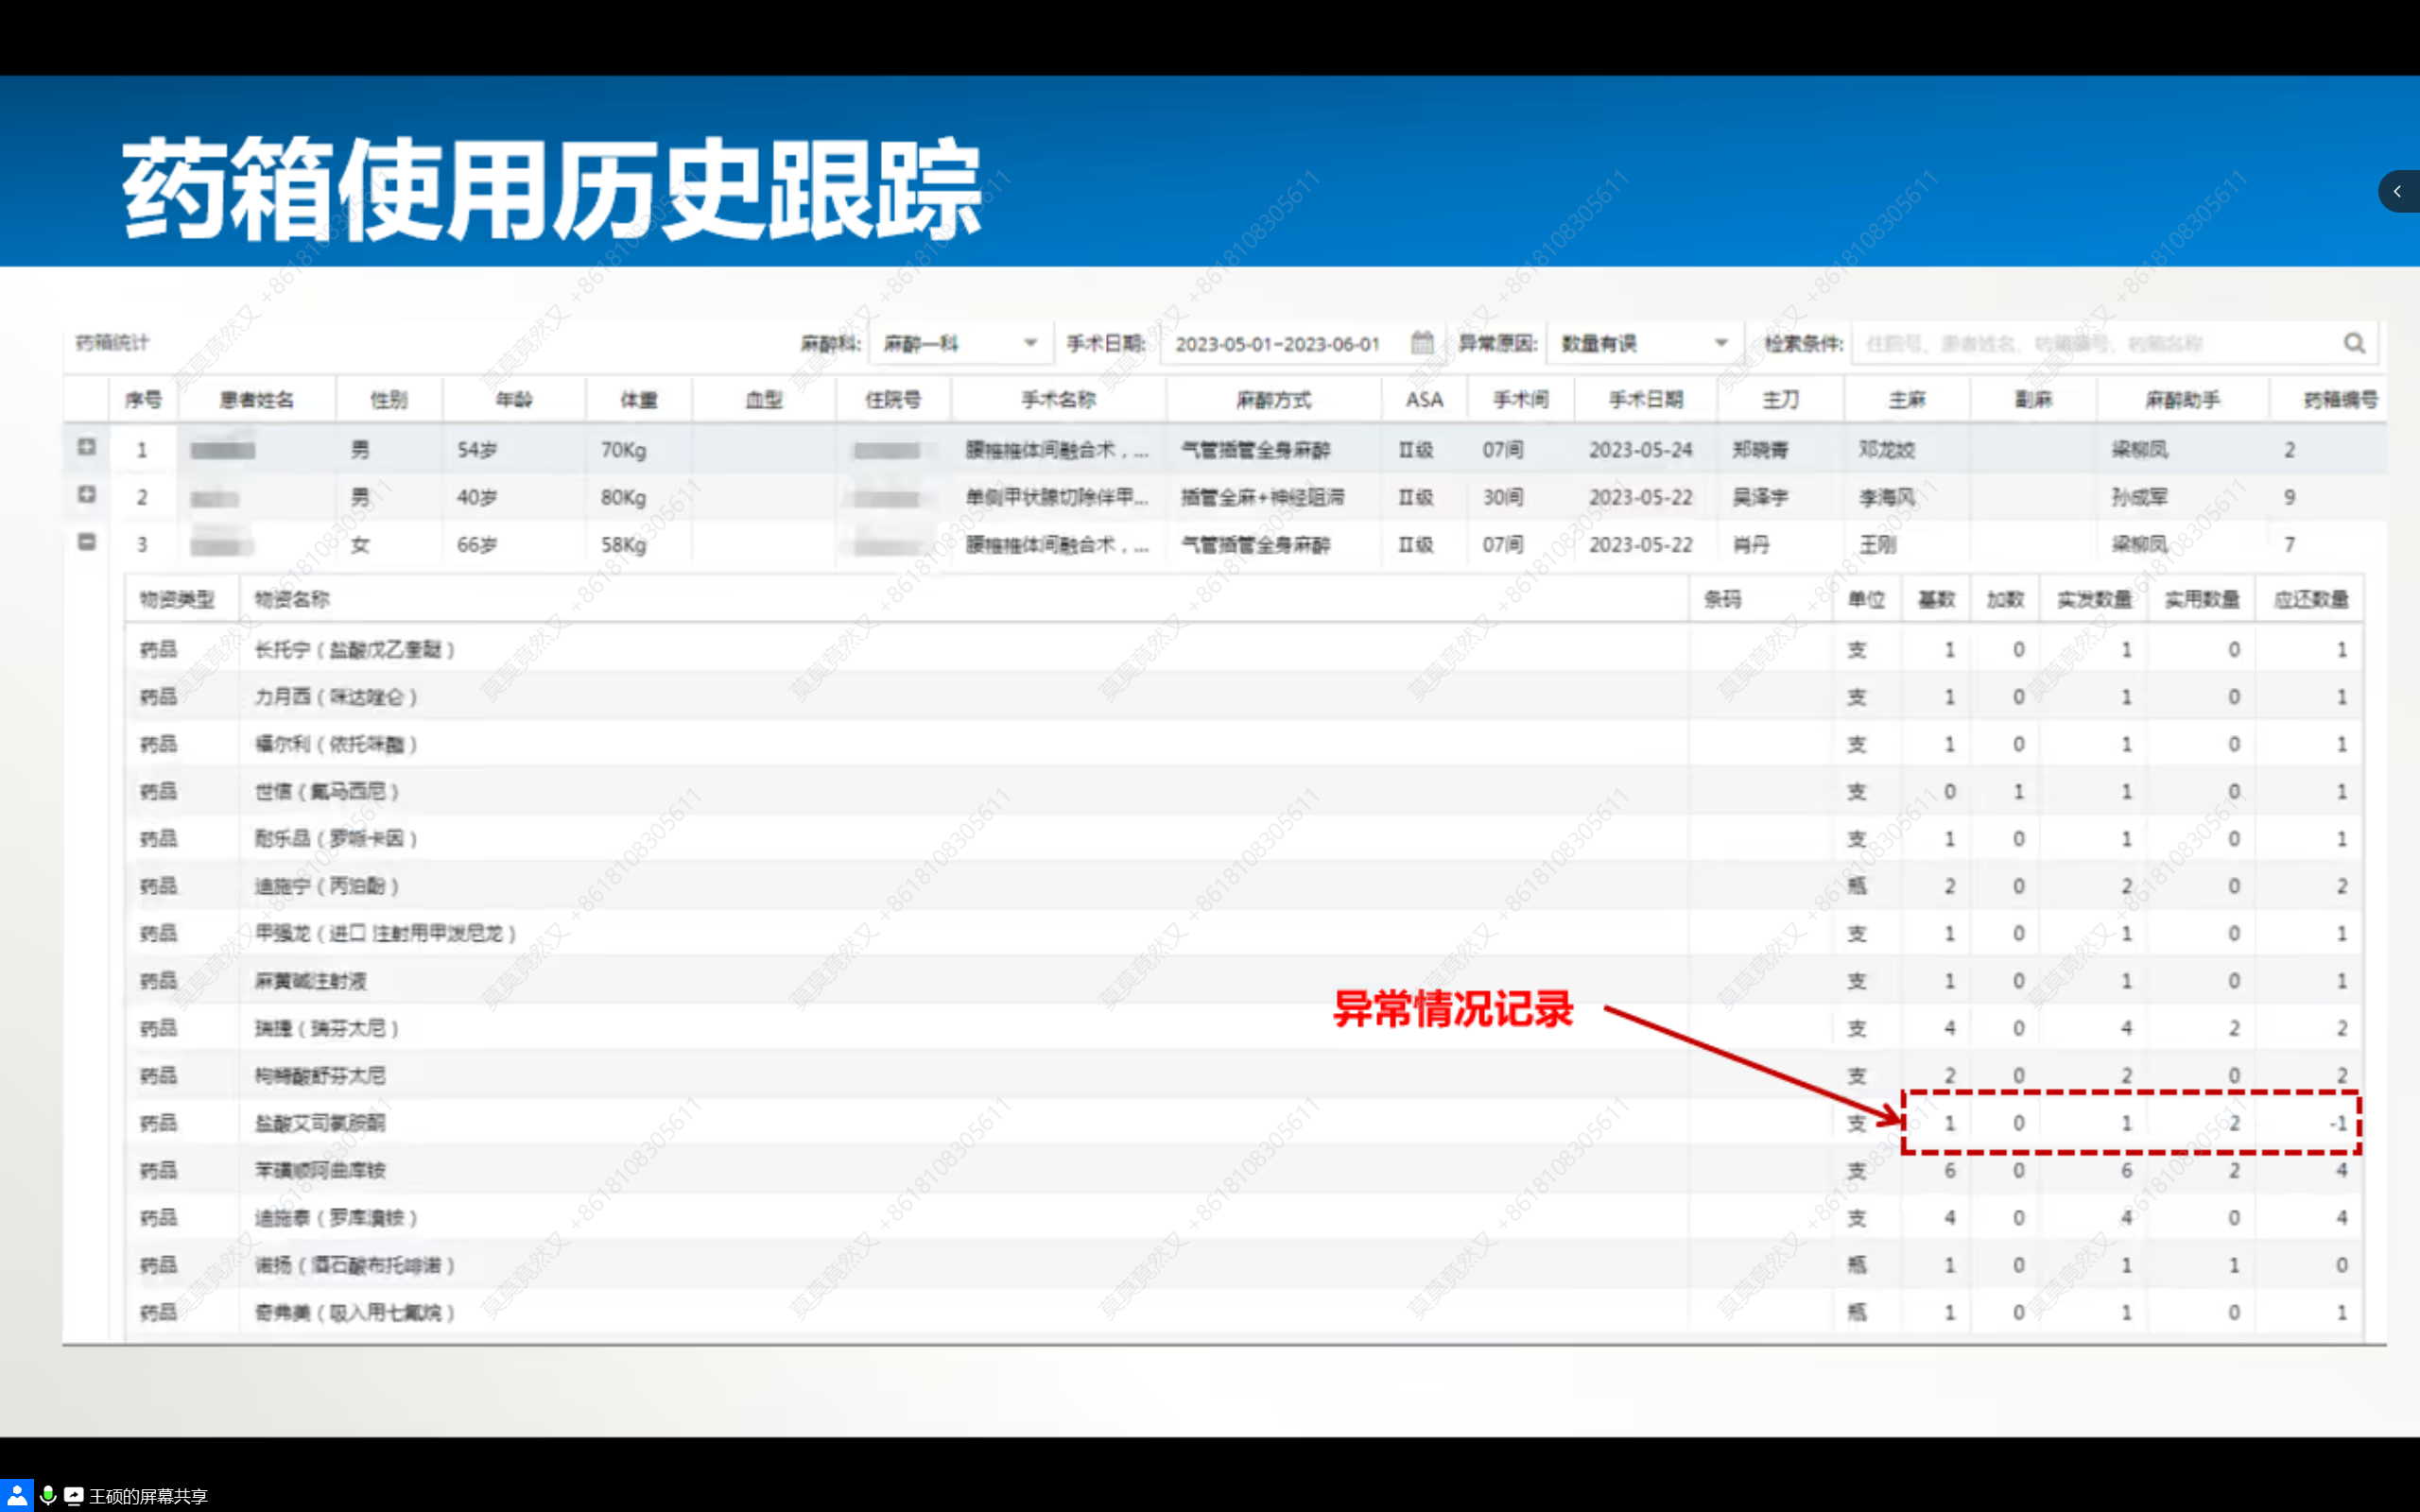 药箱使用历史跟踪
药箱统计 麻醉科: 麻醉一科 手术日期: 2023-05-01~2023-06-01 异常原因: 数量有误 检索条件: 住院号、患者姓名、药箱编号、药箱名称
序号 患者姓名 性别 年龄 体重 血型 住院号 手术名称 麻醉方式 ASA 手术间 手术日期 主刀 主麻 副麻 麻醉助手 药箱编号
1 男 54岁 70Kg 腰椎椎体间融合术，... 气管插管全身麻醉 II级 07间 2023-05-24 郑晓青 邓龙姣 梁柳凤 2
2 男 40岁 80Kg 单侧甲状腺切除伴甲... 插管全麻+神经阻滞 II级 30间 2023-05-22 吴泽宇 李海风 孙成军 9
3 女 66岁 58Kg 腰椎椎体间融合术，... 气管插管全身麻醉 II级 07间 2023-05-22 肖丹 王刚 梁柳凤 7
物资类型 物资名称 条码 单位 基数 加数 实发数量 实用数量 应还数量
药品 长托宁（盐酸戊乙奎醚） 支 1 0 1 0 1
药品 力月西（咪达唑仑） 支 1 0 1 0 1
药品 福尔利（依托咪酯） 支 1 0 1 0 1
药品 世信（氟马西尼） 支 0 1 1 0 1
药品 耐乐品（罗哌卡因） 支 1 0 1 0 1
药品 迪施宁（丙泊酚） 瓶 2 0 2 0 2
药品 甲强龙（进口 注射用甲泼尼龙） 支 1 0 1 0 1
药品 麻黄碱注射液 支 1 0 1 0 1
药品 瑞捷（瑞芬太尼） 支 4 0 4 2 2
药品 枸橼酸舒芬太尼 支 2 0 2 0 2
药品 盐酸艾司氯胺酮 支 1 0 1 2 -1
药品 苯磺顺阿曲库铵 支 6 0 6 2 4
药品 迪施泰（罗库溴铵） 支 4 0 4 0 4
药品 诺扬（酒石酸布托啡诺） 瓶 1 0 1 1 0
药品 奇弗美（吸入用七氟烷） 瓶 1 0 1 0 1
异常情况记录
莫莫竟然又 +8618108305611
王硕的屏幕共享